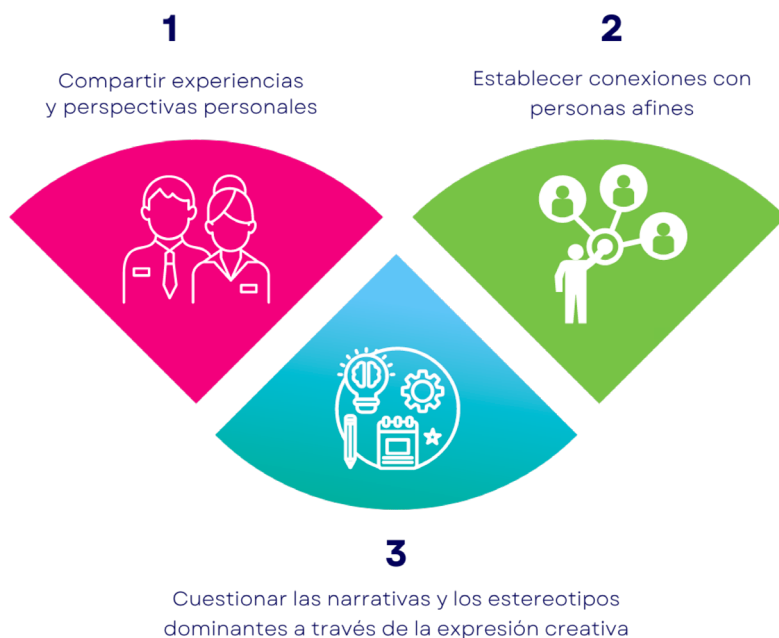 1
Compartir experiencias
y perspectivas personales
2
Establecer conexiones con
personas afines
3
Cuestionar las narrativas y los estereotipos
dominantes a través de la expresión creativa